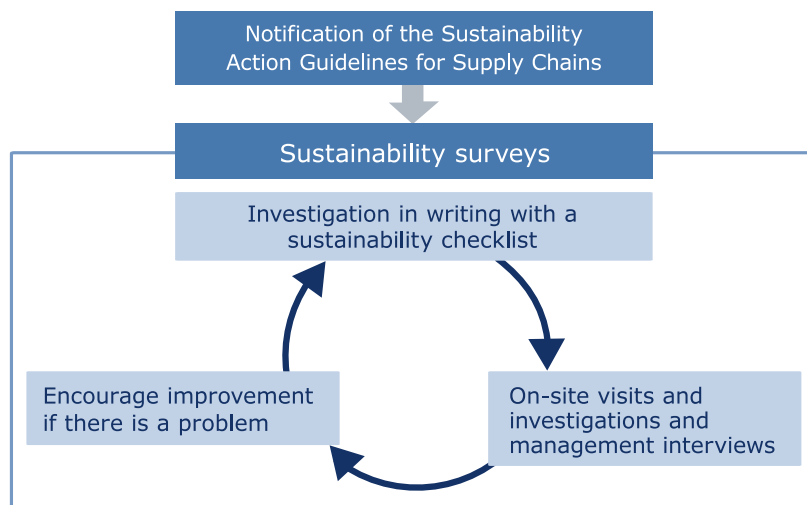 Notification of the Sustainability
Action Guidelines for Supply Chains
Sustainability surveys
Investigation in writing with a
sustainability checklist
Encourage improvement
if there is a problem
On-site visits and
investigations and
management interviews